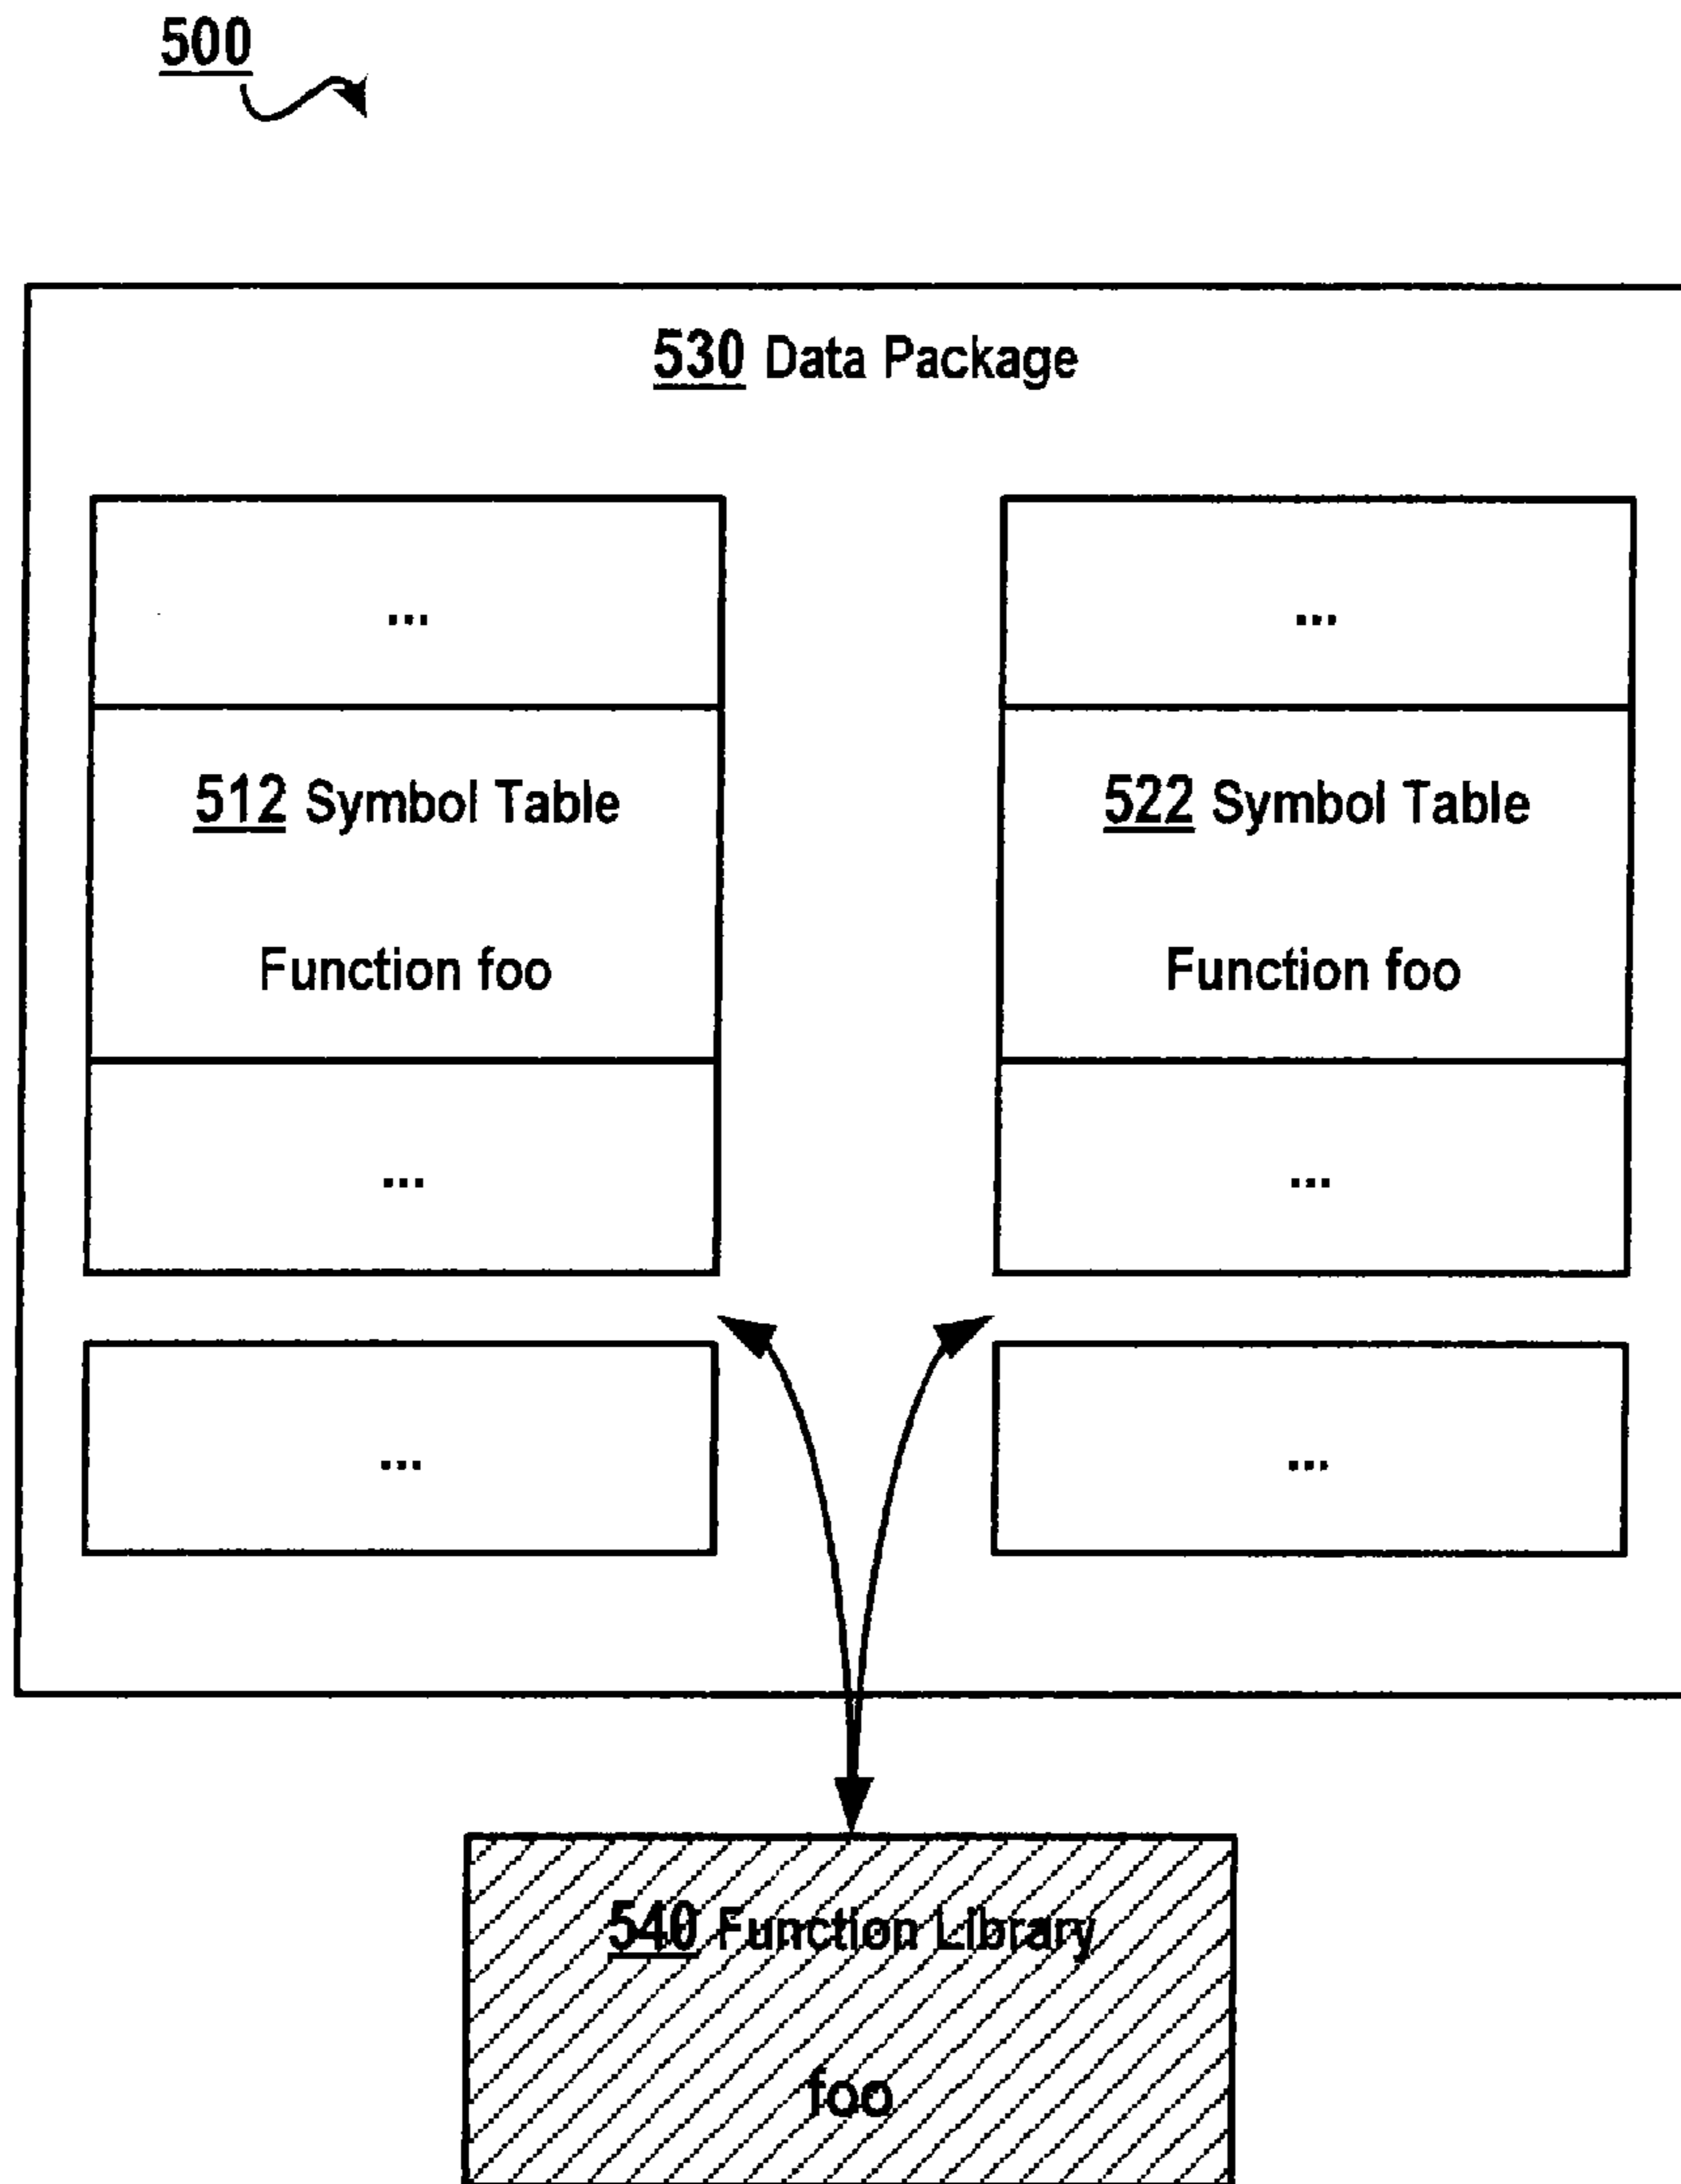 500
530 Data Package
...
...
512 Symbol Table
522 Symbol Table
Function foo
Function foo
...
...
...
...
540 Function Library
foo